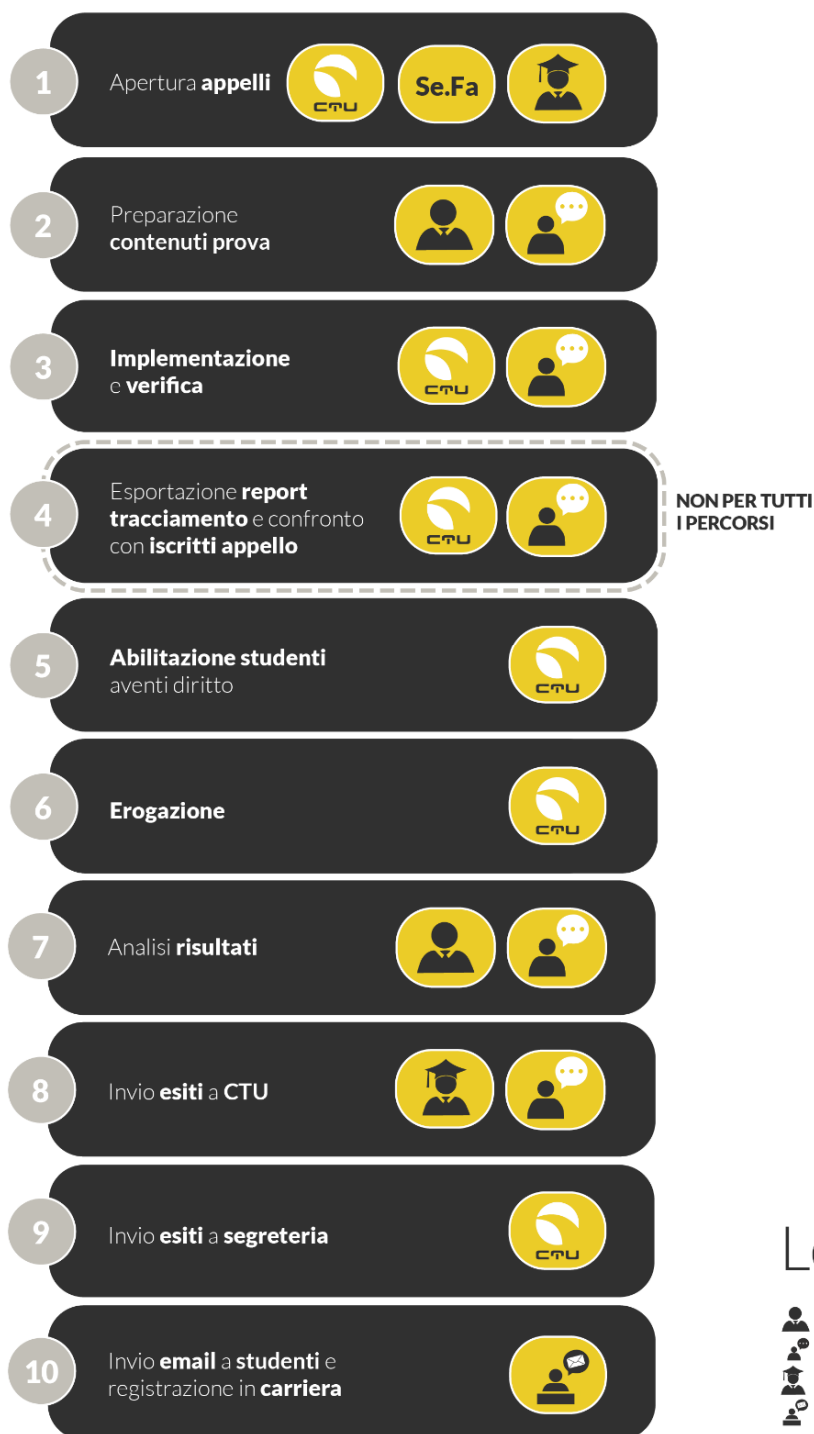 1
Apertura appelli
CTU
Se.Fa
2
Preparazione
contenuti prova
3
Implementazione
e verifica
CTU
4
Esportazione report
tracciamento e confronto
con iscritti appello
CTU
NON PER TUTTI
I PERCORSI
5
Abilitazione studenti
aventi diritto
CTU
6
Erogazione
CTU
7
Analisi risultati
8
Invio esiti a CTU
9
Invio esiti a segreteria
CTU
10
Invio email a studenti e
registrazione in carriera